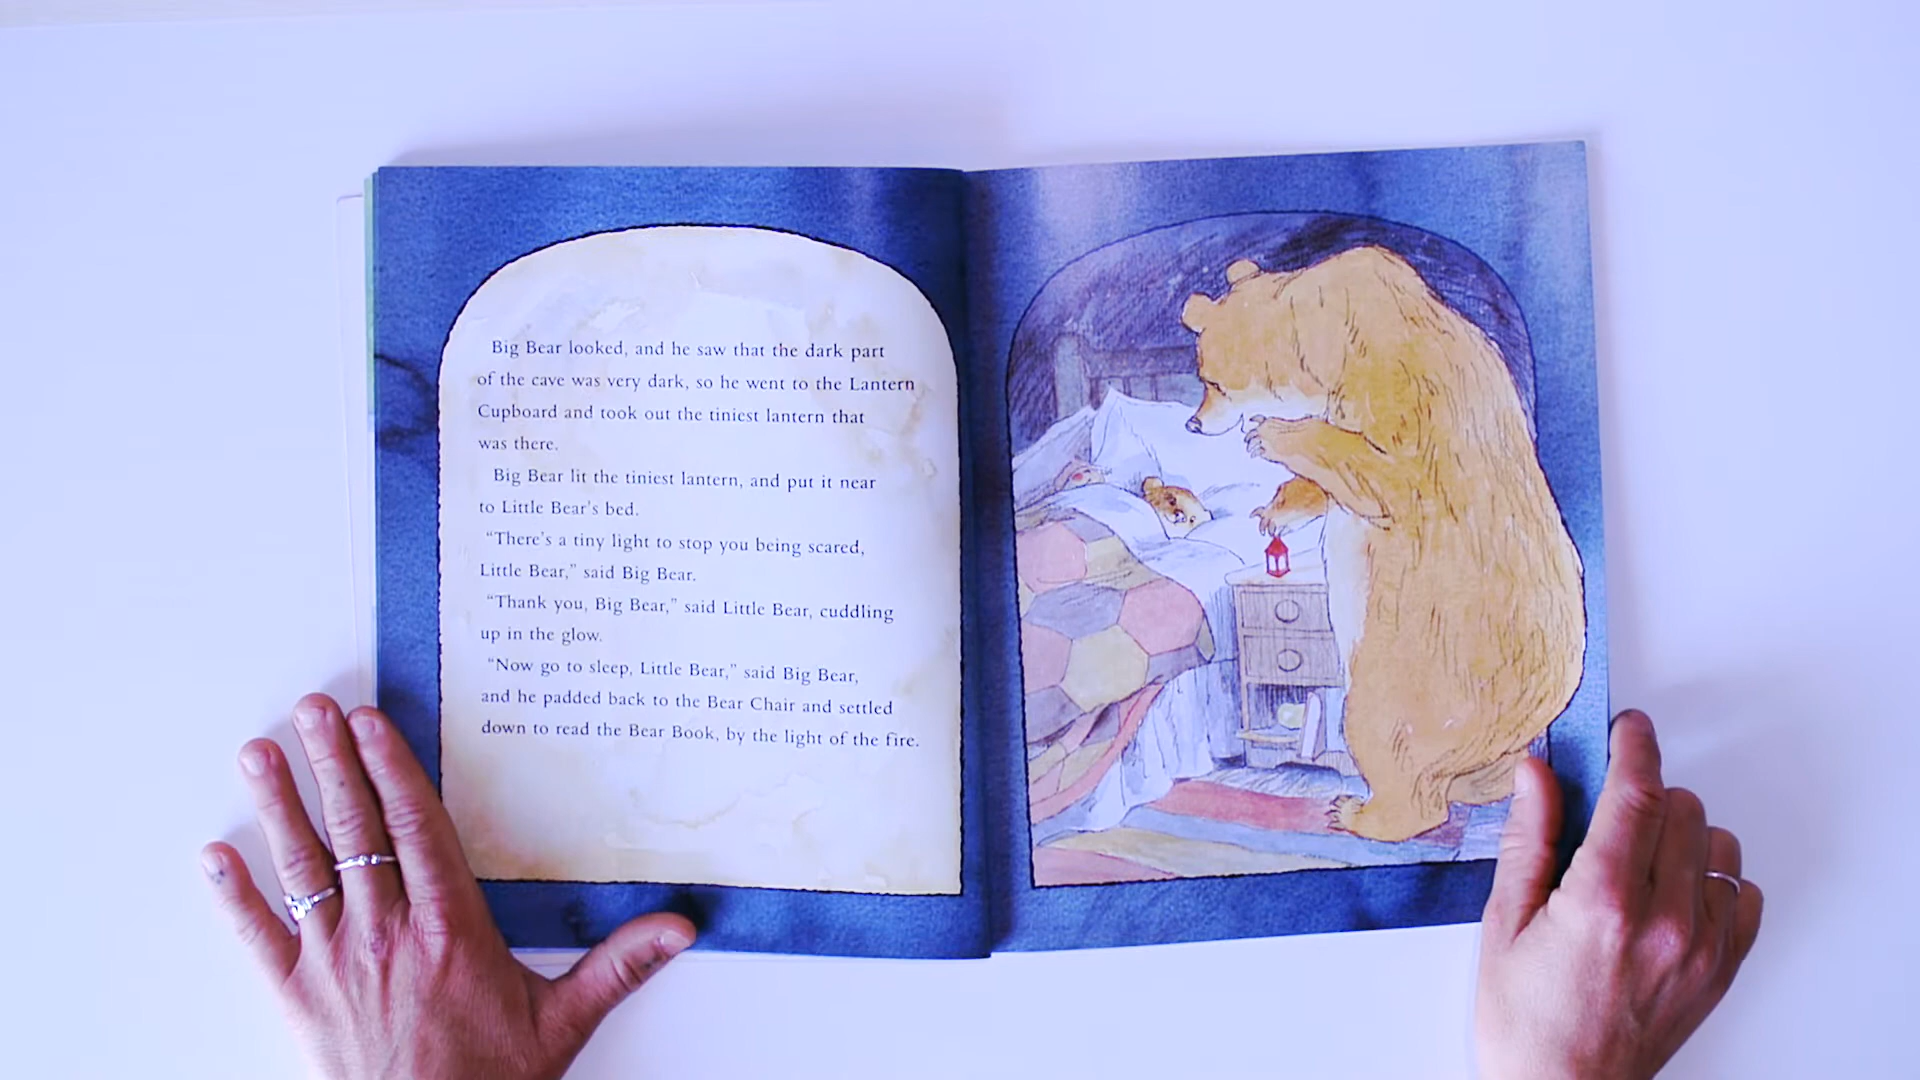 Big Bear looked, and he saw that the dark part
of the cave was very dark, so he went to the Lantern
Cupboard and took out the tiniest lantern that
was there.
Big Bear lit the tiniest lantern, and put it near
to Little Bear's bed.
“There's a tiny light to stop you being scared,
Little Bear,” said Big Bear.
“Thank you, Big Bear,” said Little Bear, cuddling
up in the glow.
“Now go to sleep, Little Bear,” said Big Bear,
and he padded back to the Bear Chair and settled
down to read the Bear Book, by the light of the fire.